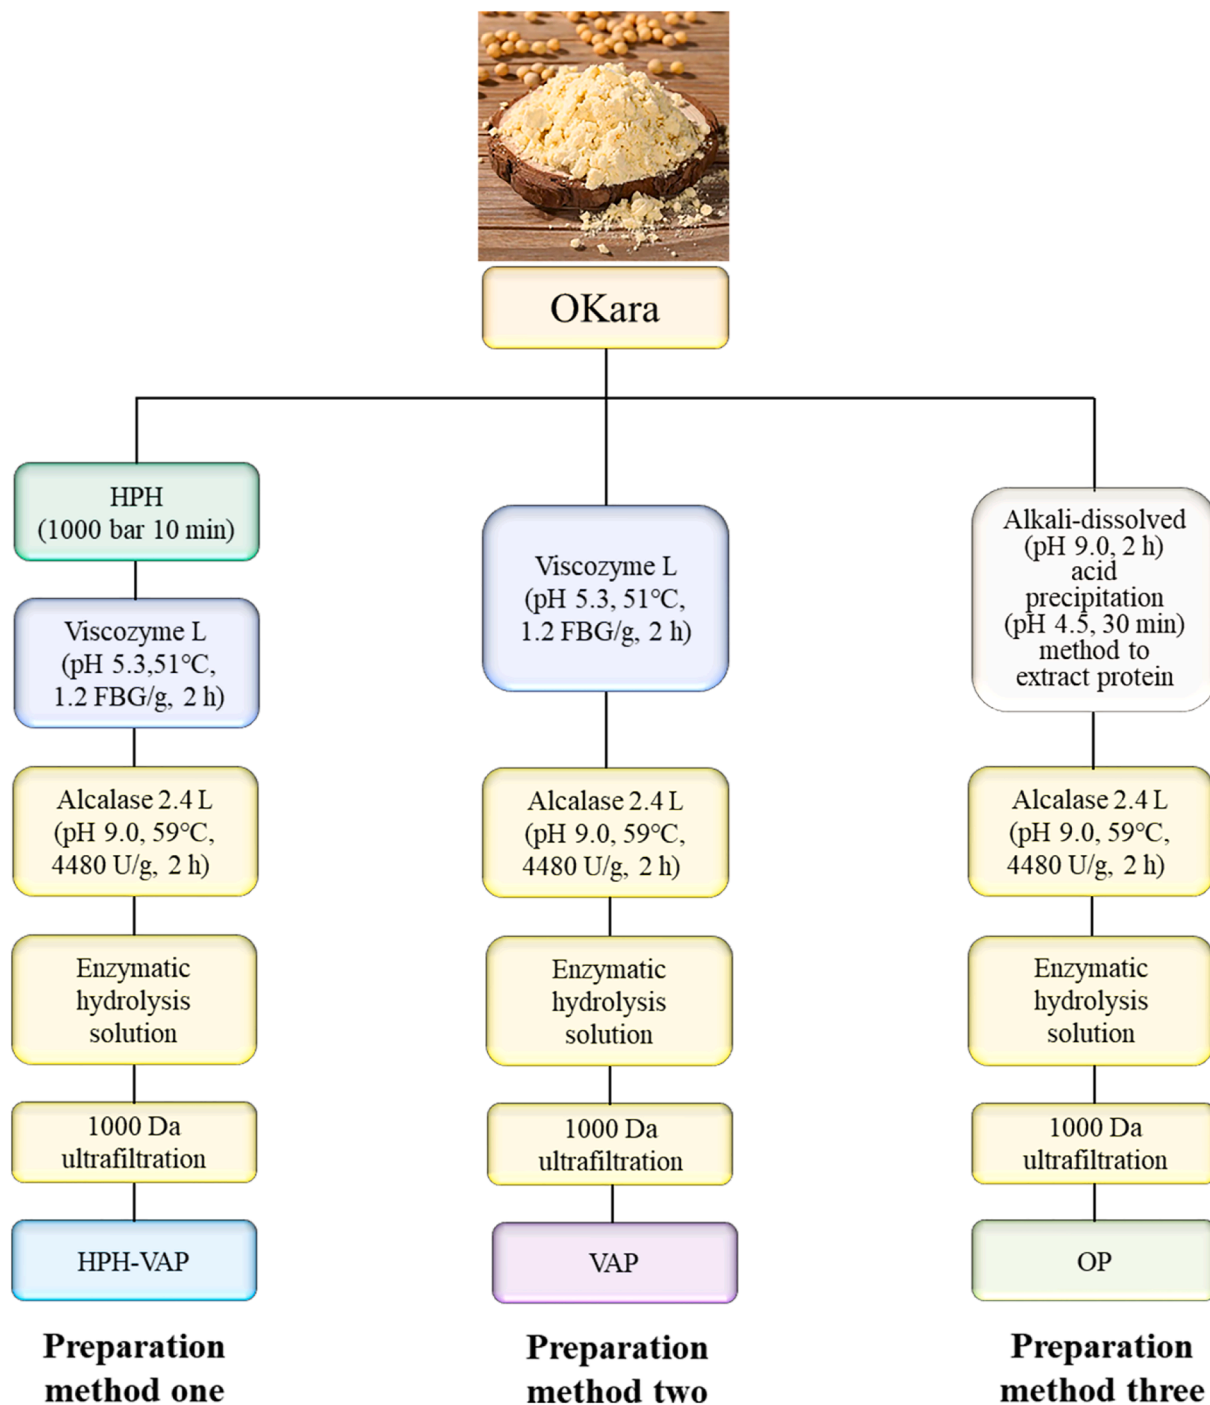 OKara
HPH
(1000 bar 10 min)
Viscozyme L
(pH 5.3,51℃,
1.2 FBG/g, 2 h)
Alcalase 2.4 L
(pH 9.0, 59℃,
4480 U/g, 2 h)
Enzymatic
hydrolysis
solution
1000 Da
ultrafiltration
HPH-VAP
Preparation
method one
Viscozyme L
(pH 5.3, 51℃,
1.2 FBG/g, 2 h)
Alcalase 2.4 L
(pH 9.0, 59℃,
4480 U/g, 2 h)
Enzymatic
hydrolysis
solution
1000 Da
ultrafiltration
VAP
Preparation
method two
Alkali-dissolved
(pH 9.0, 2 h)
acid
precipitation
(pH 4.5, 30 min)
method to
extract protein
Alcalase 2.4 L
(pH 9.0, 59℃,
4480 U/g, 2 h)
Enzymatic
hydrolysis
solution
1000 Da
ultrafiltration
OP
Preparation
method three